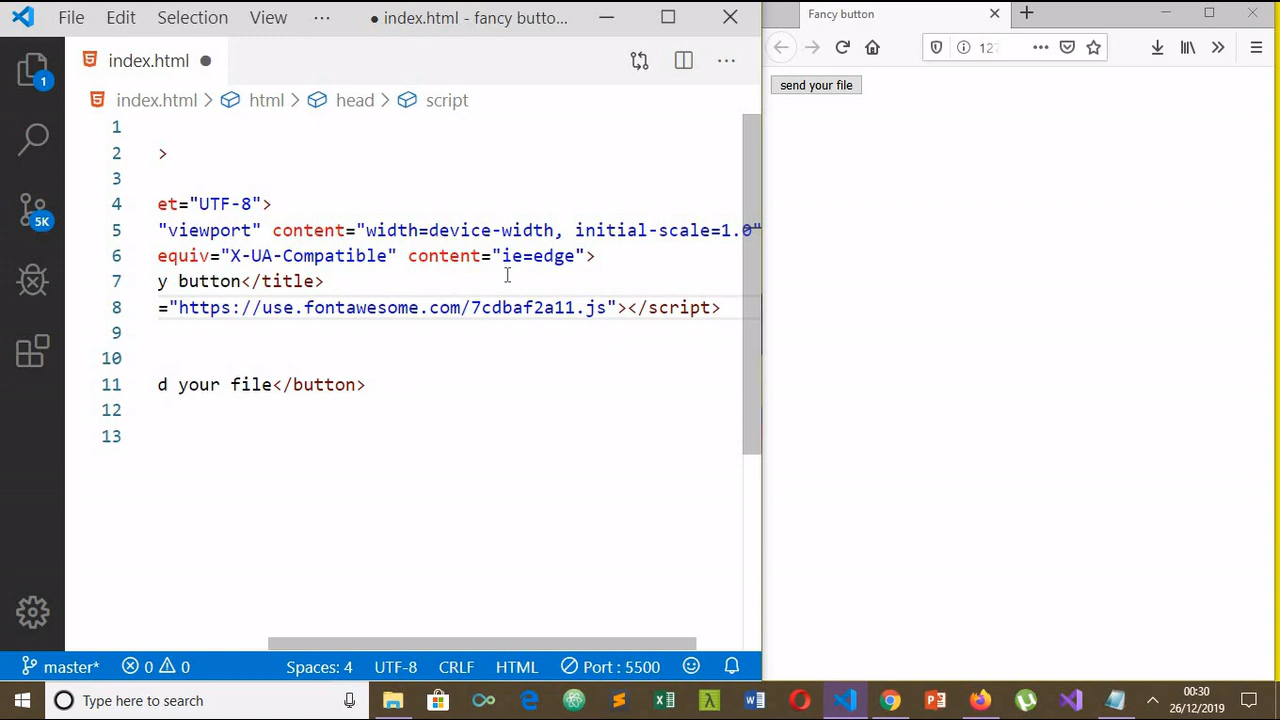 File Edit Selection View ··· ● index.html - fancy butto...
Fancy button
index.html ●
127
index.html > html > head > script
send your file
1
2 >
3
4 et="UTF-8">
5 "viewport" content="width=device-width, initial-scale=1.0"
6 equiv="X-UA-Compatible" content="ie=edge">
7 y button</title>
8 ="https://use.fontawesome.com/7cdbaf2a11.js"></script>
9
10
11 d your file</button>
12
13
1
5K
master* 0 0 Spaces: 4 UTF-8 CRLF HTML Port : 5500
Type here to search
00:30
26/12/2019